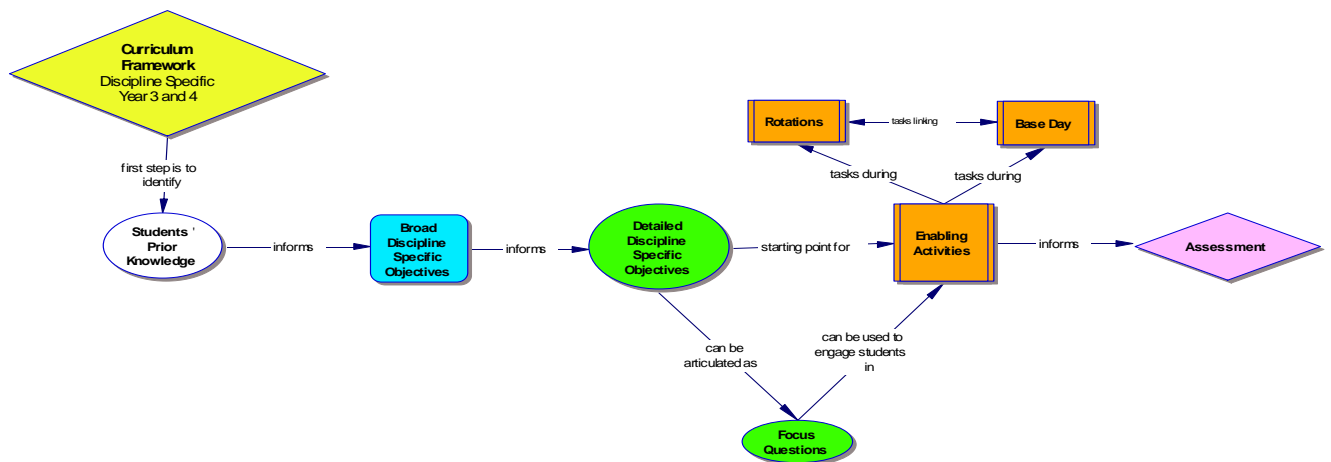 Curriculum
Framework
Discipline Specific
Year 3 and 4
first step is to
identify
Students '
Prior
Knowledge
informs
Broad
Discipline
Specific
Objectives
informs
Detailed
Discipline
Specific
Objectives
starting point for
can be
articulated as
Focus
Questions
can be used to
engage students
in
Enabling
Activities
tasks during
tasks during
Rotations
tasks linking
Base Day
informs
Assessment